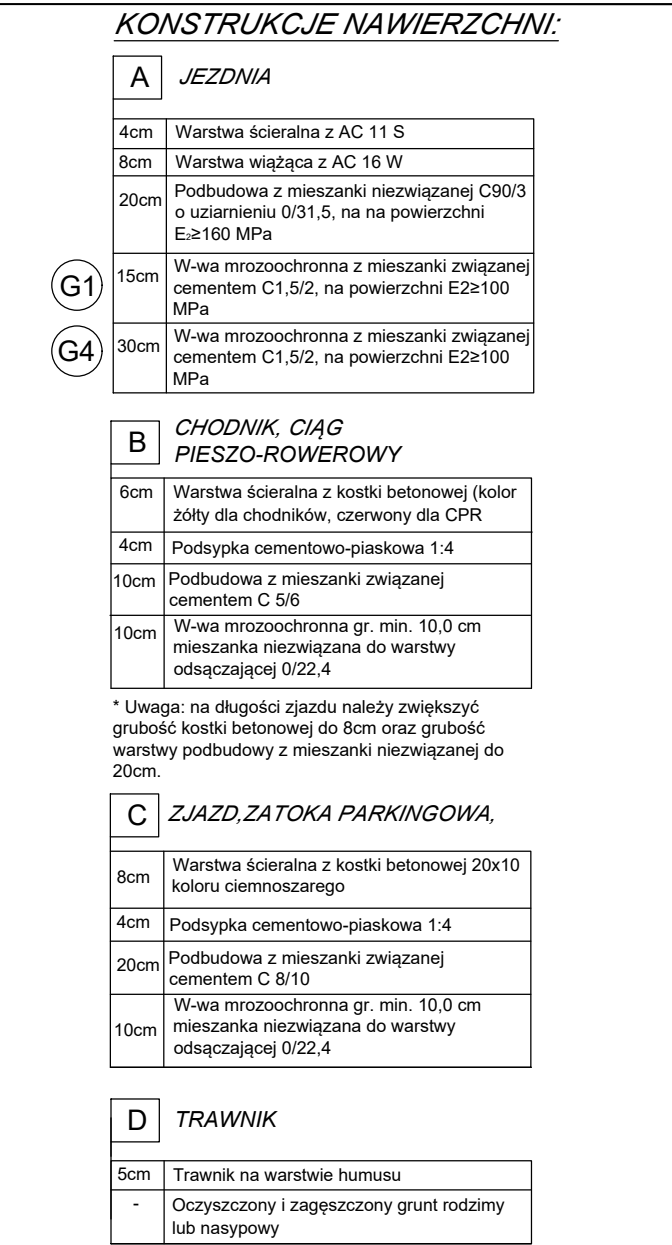 KONSTRUKCJE NAWIERZCHNI:
A JEZDNIA
4cm Warstwa ścieralna z AC 11 S
8cm Warstwa wiążąca z AC 16 W
20cm Podbudowa z mieszanki niezwiązanej C90/3
o uziarnieniu 0/31,5, na na powierzchni
E₂≥160 MPa
G1 15cm W-wa mrozoochronna z mieszanki związanej
cementem C1,5/2, na powierzchni E2≥100
MPa
G4 30cm W-wa mrozoochronna z mieszanki związanej
cementem C1,5/2, na powierzchni E2≥100
MPa
B CHODNIK, CIĄG
PIESZO-ROWEROWY
6cm Warstwa ścieralna z kostki betonowej (kolor
żółty dla chodników, czerwony dla CPR
4cm Podsypka cementowo-piaskowa 1:4
10cm Podbudowa z mieszanki związanej
cementem C 5/6
10cm W-wa mrozoochronna gr. min. 10,0 cm
mieszanka niezwiązana do warstwy
odsączającej 0/22,4
* Uwaga: na długości zjazdu należy zwiększyć
grubość kostki betonowej do 8cm oraz grubość
warstwy podbudowy z mieszanki niezwiązanej do
20cm.
C ZJAZD,ZATOKA PARKINGOWA,
8cm Warstwa ścieralna z kostki betonowej 20x10
koloru ciemnoszarego
4cm Podsypka cementowo-piaskowa 1:4
20cm Podbudowa z mieszanki związanej
cementem C 8/10
10cm W-wa mrozoochronna gr. min. 10,0 cm
mieszanka niezwiązana do warstwy
odsączającej 0/22,4
D TRAWNIK
5cm Trawnik na warstwie humusu
- Oczyszczony i zagęszczony grunt rodzimy
lub nasypowy